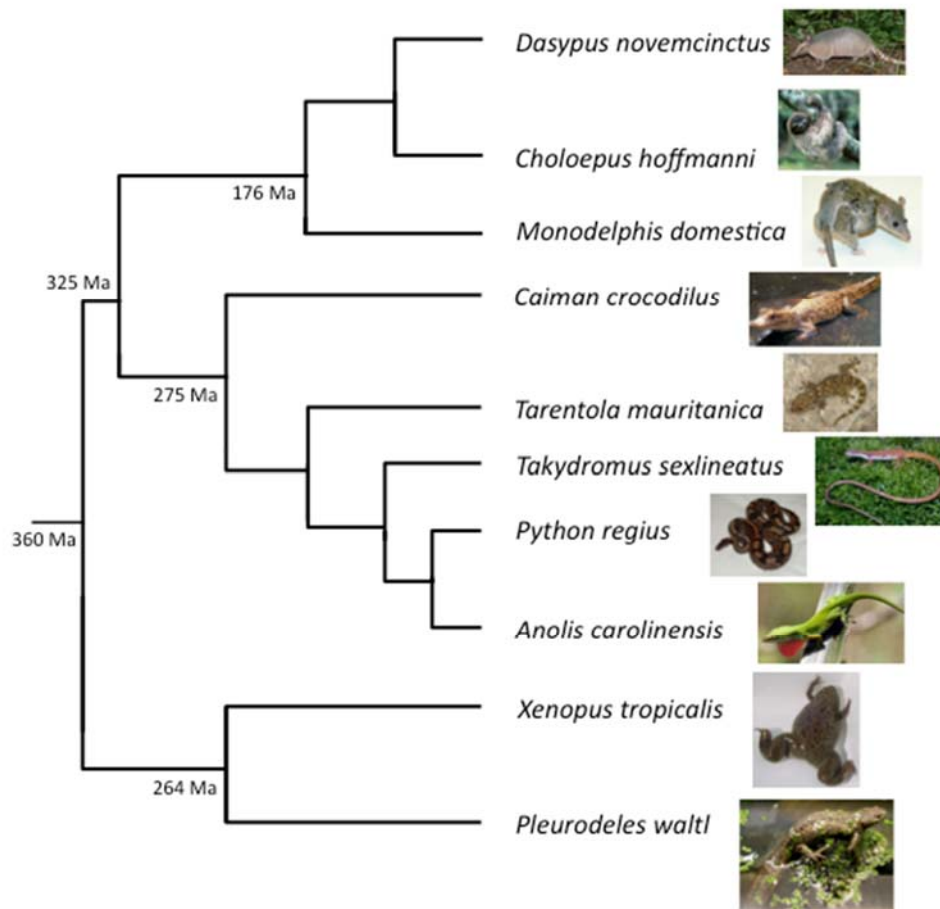 Dasypus novemcinctus
Choloepus hoffmanni
176 Ma
Monodelphis domestica
325 Ma
Caiman crocodilus
275 Ma
Tarentola mauritanica
Takydromus sexlineatus
Python regius
360 Ma
Anolis carolinensis
Xenopus tropicalis
264 Ma
Pleurodeles waltl